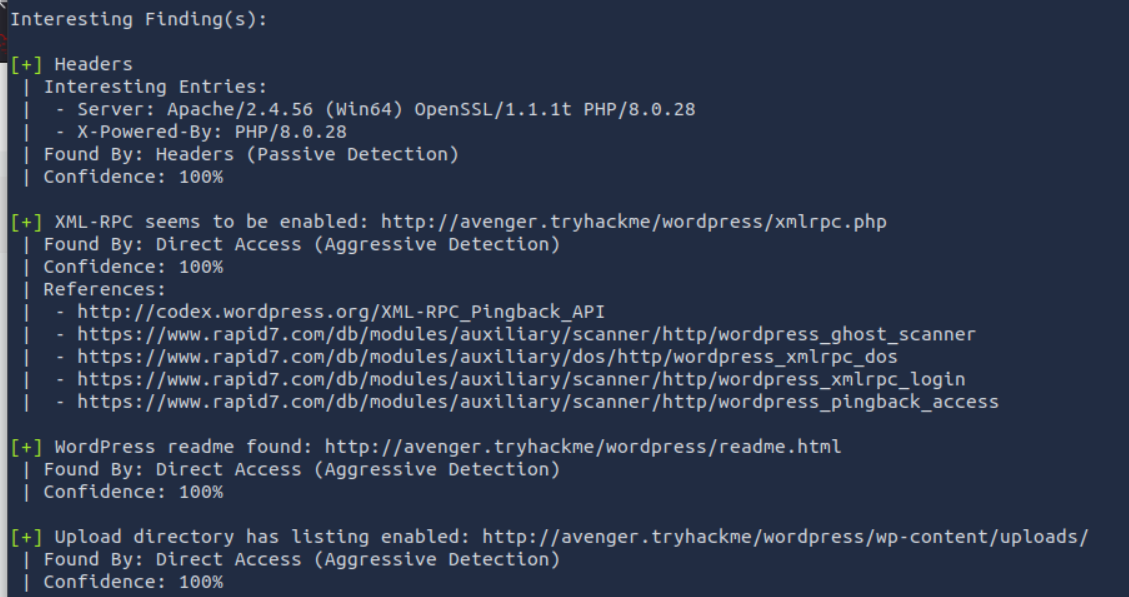 Interesting Finding(s):
[+] Headers
| Interesting Entries:
| - Server: Apache/2.4.56 (Win64) OpenSSL/1.1.1t PHP/8.0.28
| - X-Powered-By: PHP/8.0.28
| Found By: Headers (Passive Detection)
| Confidence: 100%
[+] XML-RPC seems to be enabled: http://avenger.tryhackme/wordpress/xmlrpc.php
| Found By: Direct Access (Aggressive Detection)
| Confidence: 100%
| References:
| - http://codex.wordpress.org/XML-RPC_Pingback_API
| - https://www.rapid7.com/db/modules/auxiliary/scanner/http/wordpress_ghost_scanner
| - https://www.rapid7.com/db/modules/auxiliary/dos/http/wordpress_xmlrpc_dos
| - https://www.rapid7.com/db/modules/auxiliary/scanner/http/wordpress_xmlrpc_login
| - https://www.rapid7.com/db/modules/auxiliary/scanner/http/wordpress_pingback_access
[+] WordPress readme found: http://avenger.tryhackme/wordpress/readme.html
| Found By: Direct Access (Aggressive Detection)
| Confidence: 100%
[+] Upload directory has listing enabled: http://avenger.tryhackme/wordpress/wp-content/uploads/
| Found By: Direct Access (Aggressive Detection)
| Confidence: 100%